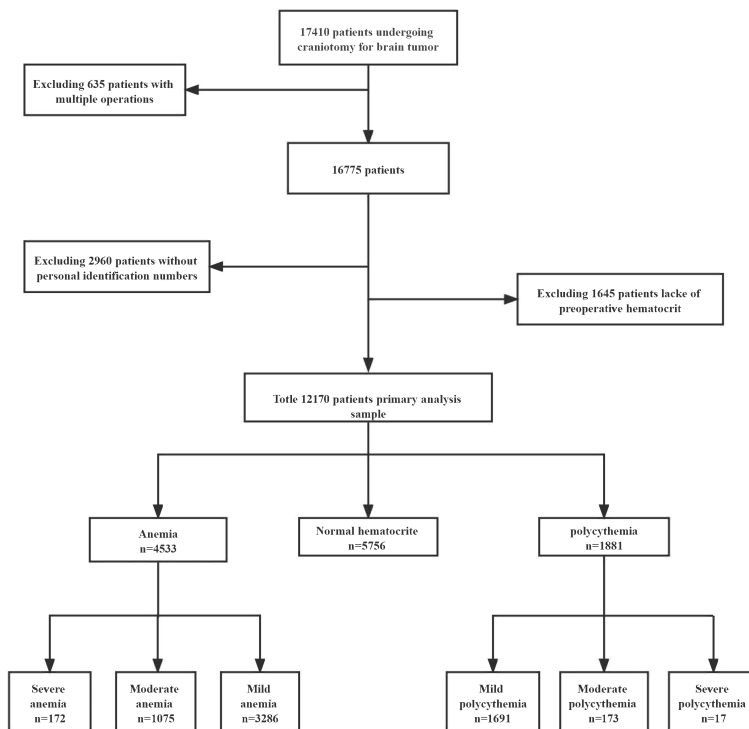 17410 patients undergoing
craniotomy for brain tumor
Excluding 635 patients with
multiple operations
16775 patients
Excluding 2960 patients without
personal identification numbers
Excluding 1645 patients lacke of
preoperative hematocrit
Totle 12170 patients primary analysis
sample
Anemia
n=4533
Normal hematocrite
n=5756
polycythemia
n=1881
Severe
anemia
n=172
Moderate
anemia
n=1075
Mild
anemia
n=3286
Mild
polycythemia
n=1691
Moderate
polycythemia
n=173
Severe
polycythemia
n=17